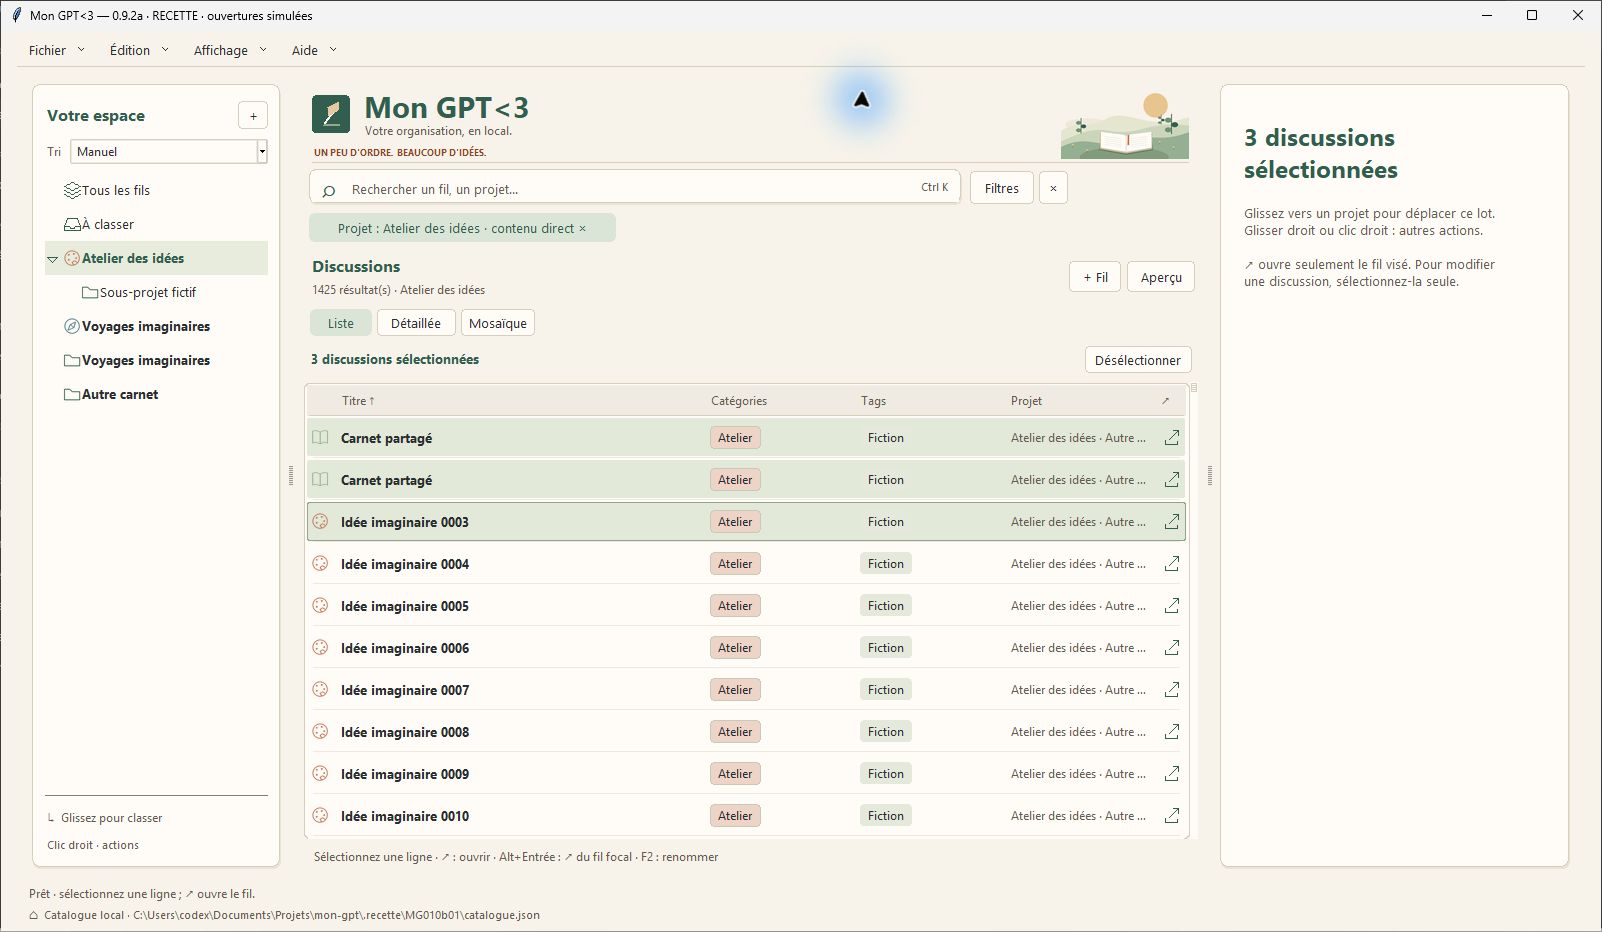 Mon GPT<3 — 0.9.2a · RECETTE · ouvertures simulées
Fichier Édition Affichage Aide
Votre espace +
Tri Manuel
Tous les fils
À classer
Atelier des idées
Sous-projet fictif
Voyages imaginaires
Voyages imaginaires
Autre carnet
↳ Glissez pour classer
Clic droit · actions
Mon GPT<3
Votre organisation, en local.
UN PEU D'ORDRE. BEAUCOUP D'IDÉES.
Rechercher un fil, un projet... Ctrl K Filtres ×
Projet : Atelier des idées · contenu direct ×
Discussions
1425 résultat(s) · Atelier des idées
+ Fil Aperçu
Liste Détaillée Mosaïque
3 discussions sélectionnées Désélectionner
Titre ↑ Catégories Tags Projet ↗
Carnet partagé Atelier Fiction Atelier des idées · Autre ...
Carnet partagé Atelier Fiction Atelier des idées · Autre ...
Idée imaginaire 0003 Atelier Fiction Atelier des idées · Autre ...
Idée imaginaire 0004 Atelier Fiction Atelier des idées · Autre ...
Idée imaginaire 0005 Atelier Fiction Atelier des idées · Autre ...
Idée imaginaire 0006 Atelier Fiction Atelier des idées · Autre ...
Idée imaginaire 0007 Atelier Fiction Atelier des idées · Autre ...
Idée imaginaire 0008 Atelier Fiction Atelier des idées · Autre ...
Idée imaginaire 0009 Atelier Fiction Atelier des idées · Autre ...
Idée imaginaire 0010 Atelier Fiction Atelier des idées · Autre ...
Sélectionnez une ligne · ↗ : ouvrir · Alt+Entrée : ↗ du fil focal · F2 : renommer
3 discussions
sélectionnées
Glissez vers un projet pour déplacer ce lot.
Glisser droit ou clic droit : autres actions.
↗ ouvre seulement le fil visé. Pour modifier
une discussion, sélectionnez-la seule.
Prêt · sélectionnez une ligne ; ↗ ouvre le fil.
Catalogue local · C:\Users\codex\Documents\Projets\mon-gpt\.recette\MG010b01\catalogue.json